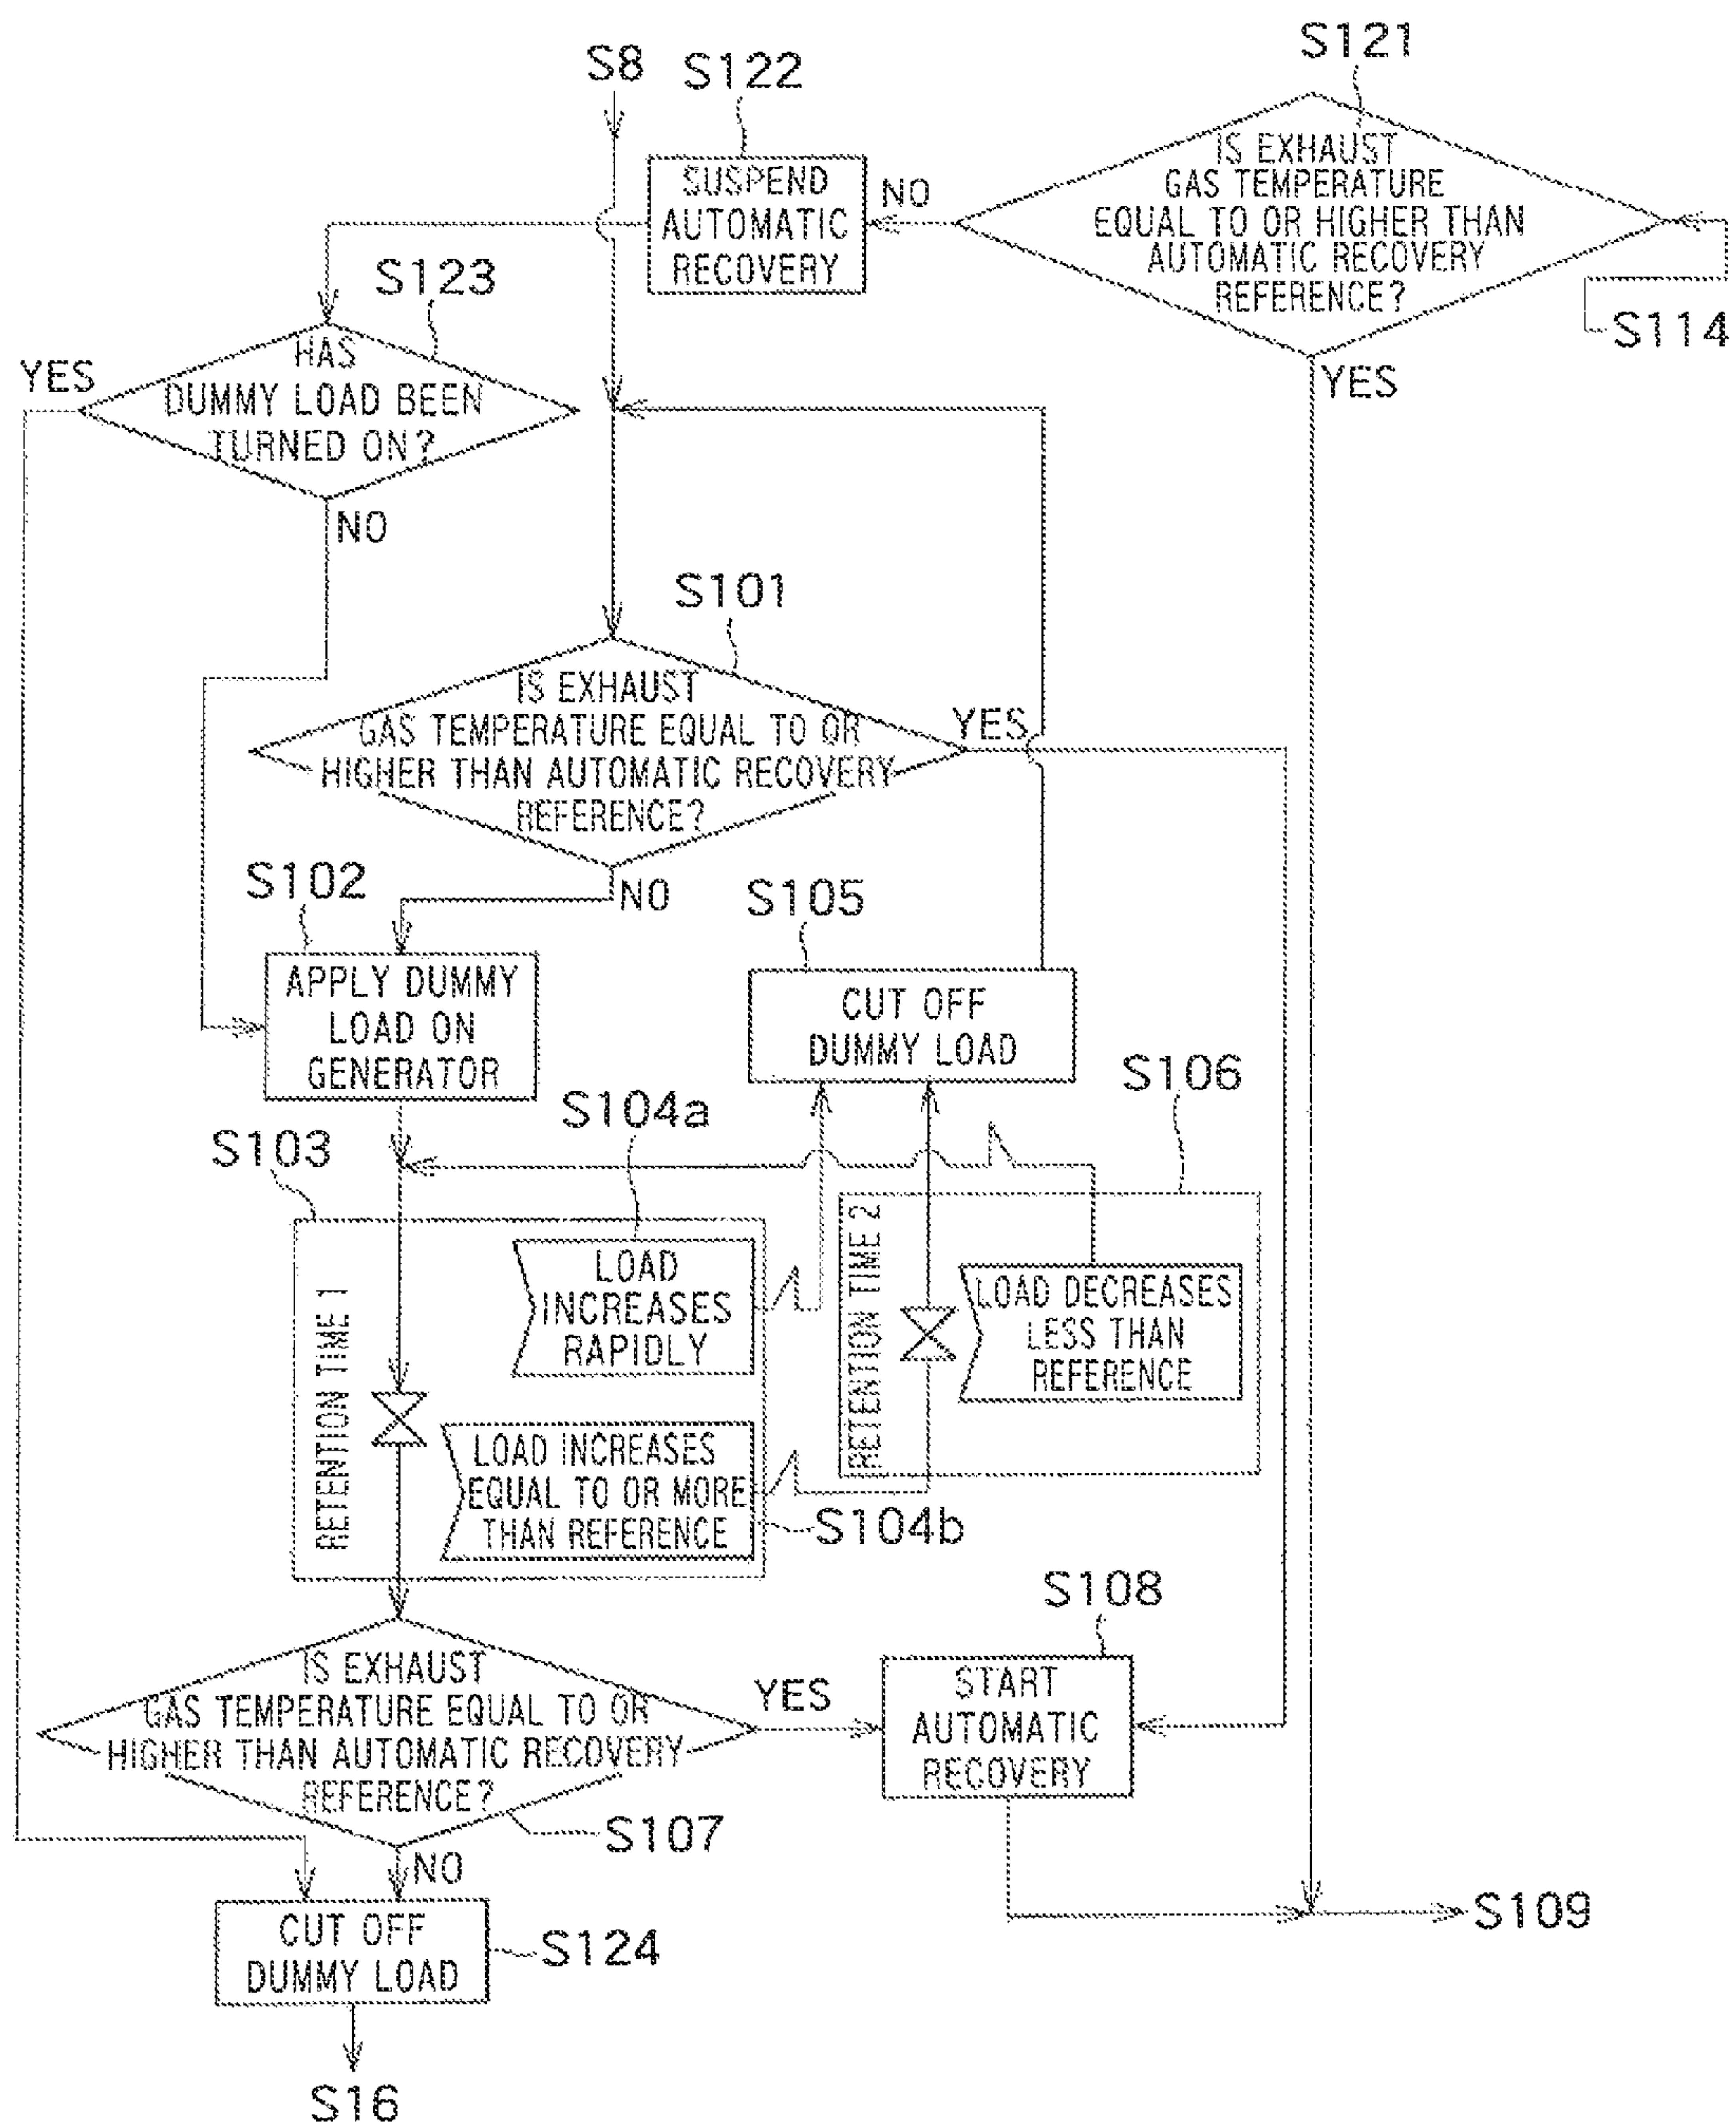 S8
S122
S121
SUSPEND
AUTOMATIC
RECOVERY
NO
IS EXHAUST
GAS TEMPERATURE
EQUAL TO OR HIGHER THAN
AUTOMATIC RECOVERY
REFERENCE?
S114
YES
S123
YES
HAS
DUMMY LOAD BEEN
TURNED ON?
NO
S101
IS EXHAUST
GAS TEMPERATURE EQUAL TO OR
HIGHER THAN AUTOMATIC RECOVERY
REFERENCE?
YES
NO
S102
APPLY DUMMY
LOAD ON
GENERATOR
S105
CUT OFF
DUMMY LOAD
S106
S104a
S103
RETENTION TIME 1
LOAD
INCREASES
RAPIDLY
RETENTION TIME 2
LOAD DECREASES
LESS THAN
REFERENCE
LOAD INCREASES
EQUAL TO OR MORE
THAN REFERENCE
S104b
S108
IS EXHAUST
GAS TEMPERATURE EQUAL TO OR
HIGHER THAN AUTOMATIC RECOVERY
REFERENCE?
YES
START
AUTOMATIC
RECOVERY
S107
NO
CUT OFF
DUMMY LOAD
S124
S109
S16